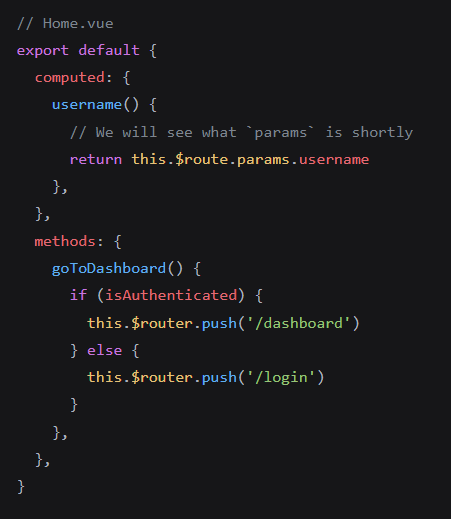 // Home.vue
export default {
  computed: {
    username() {
      // We will see what `params` is shortly
      return this.$route.params.username
    },
  },
  methods: {
    goToDashboard() {
      if (isAuthenticated) {
        this.$router.push('/dashboard')
      } else {
        this.$router.push('/login')
      }
    },
  },
}